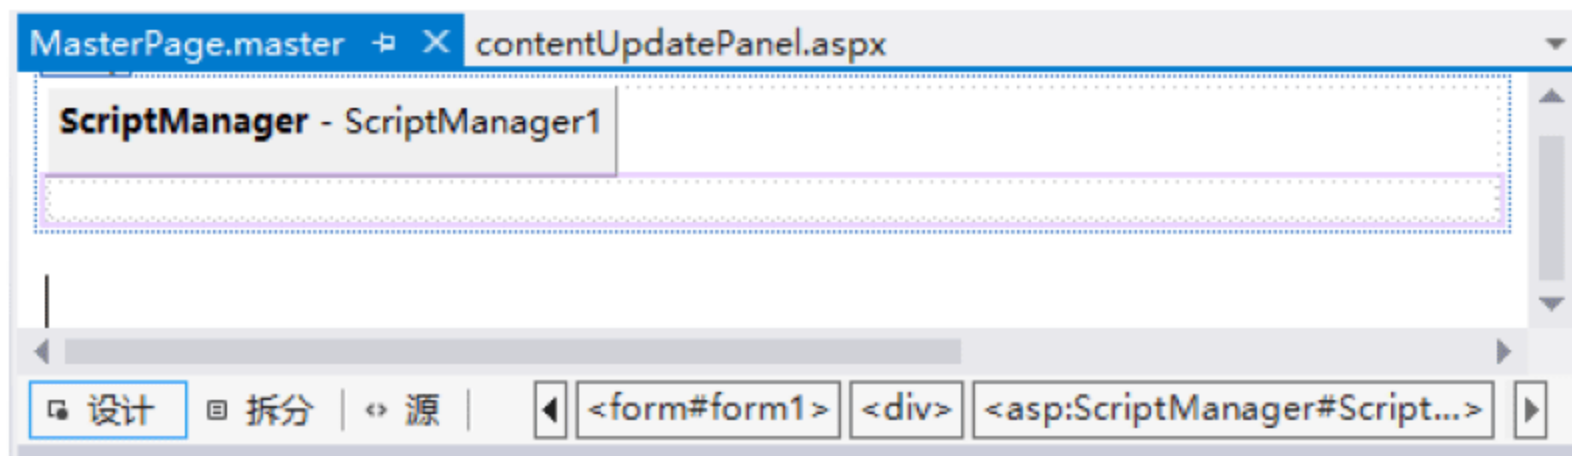 MasterPage.master contentUpdatePanel.aspx
ScriptManager - ScriptManager1
设计 拆分 源 <form#form1> <div> <asp:ScriptManager#Script...>